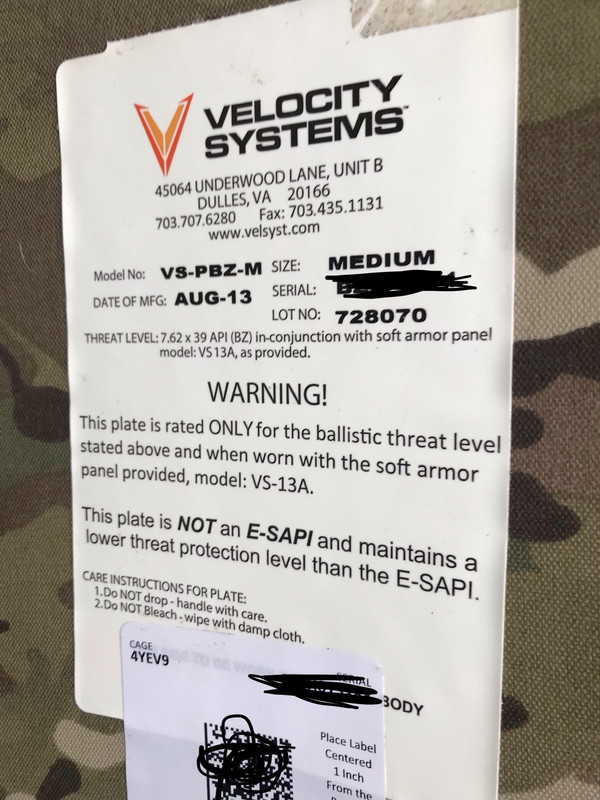 VELOCITY
SYSTEMS™
45064 UNDERWOOD LANE, UNIT B
DULLES, VA 20166
703.707.6280 Fax: 703.435.1131
www.velsyst.com
Model No: VS-PBZ-M SIZE: MEDIUM
DATE OF MFG: AUG-13 SERIAL:
LOT NO: 728070
THREAT LEVEL: 7.62 x 39 API (BZ) in-conjunction with soft armor panel
model: VS13A, as provided.
WARNING!
This plate is rated ONLY for the ballistic threat level
stated above and when worn with the soft armor
panel provided, model: VS-13A.
This plate is NOT an E-SAPI and maintains a
lower threat protection level than the E-SAPI.
CARE INSTRUCTIONS FOR PLATE:
1.Do NOT drop - handle with care.
2.Do NOT Bleach - wipe with damp cloth.
CAGE
4YEV9
SERIAL
BODY
Place Label
Centered
1 Inch
From the